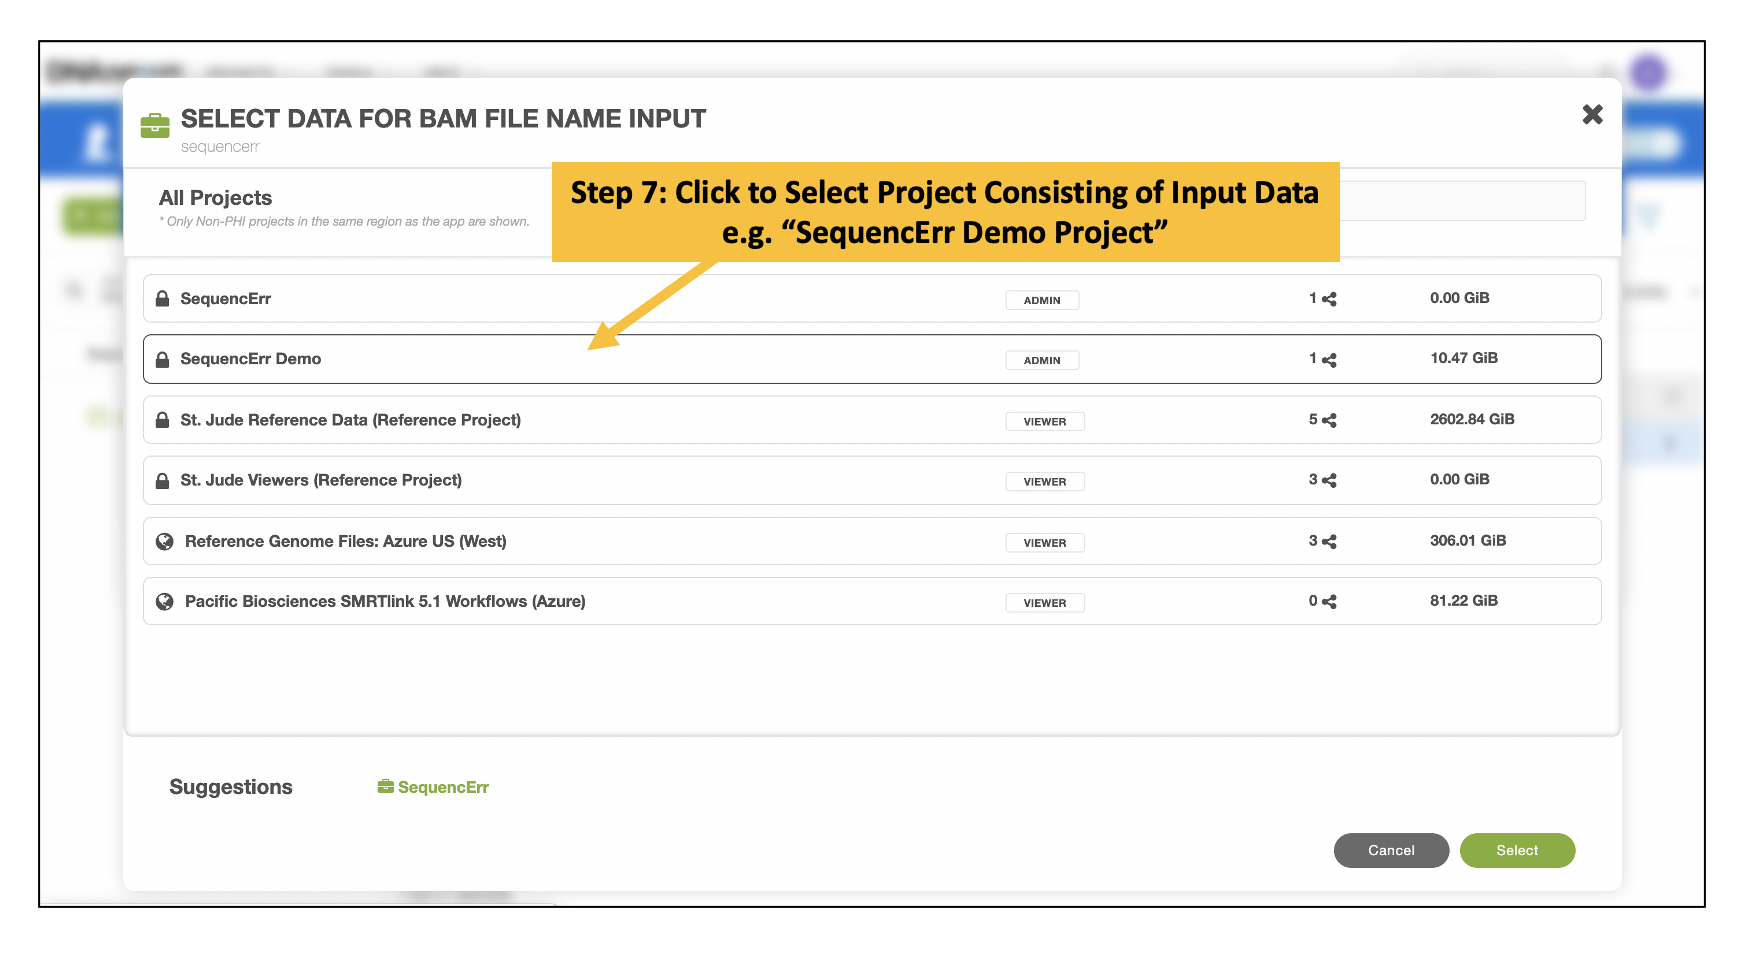 SELECT DATA FOR BAM FILE NAME INPUT
sequencerr
All Projects
* Only Non-PHI projects in the same region as the app are shown.
Step 7: Click to Select Project Consisting of Input Data
e.g. “SequencErr Demo Project”
SequencErr ADMIN 1 0.00 GiB
SequencErr Demo ADMIN 1 10.47 GiB
St. Jude Reference Data (Reference Project) VIEWER 5 2602.84 GiB
St. Jude Viewers (Reference Project) VIEWER 3 0.00 GiB
Reference Genome Files: Azure US (West) VIEWER 3 306.01 GiB
Pacific Biosciences SMRTlink 5.1 Workflows (Azure) VIEWER 0 81.22 GiB
Suggestions SequencErr
Cancel Select